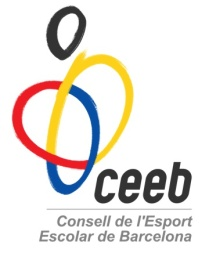 ceeb
Consell de l'Esport
Escolar de Barcelona